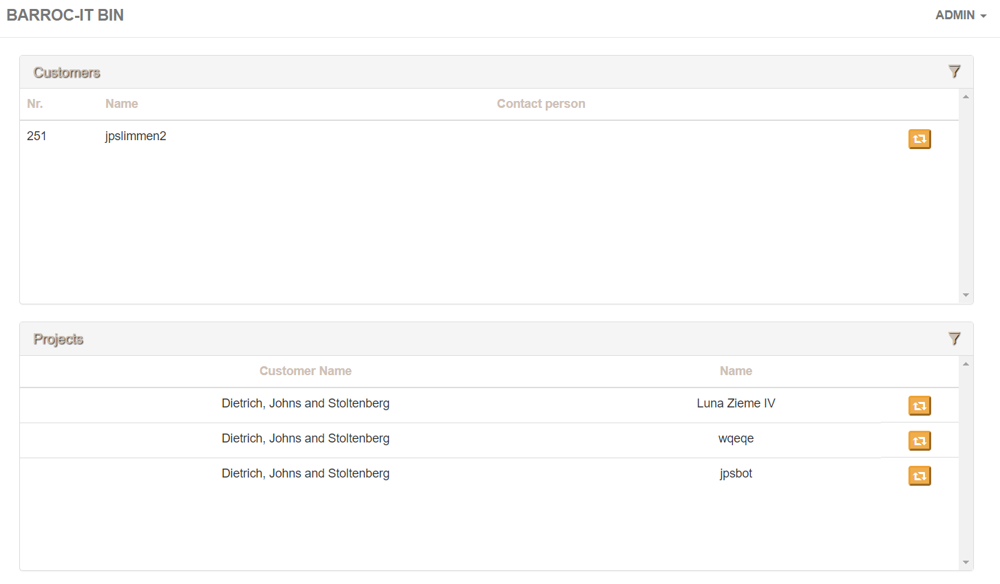 BARROC-IT BIN ADMIN
Customers
Nr. Name Contact person
251 jpslimmen2
Projects
Customer Name Name
Dietrich, Johns and Stoltenberg Luna Zieme IV
Dietrich, Johns and Stoltenberg wqeqe
Dietrich, Johns and Stoltenberg jpsbot